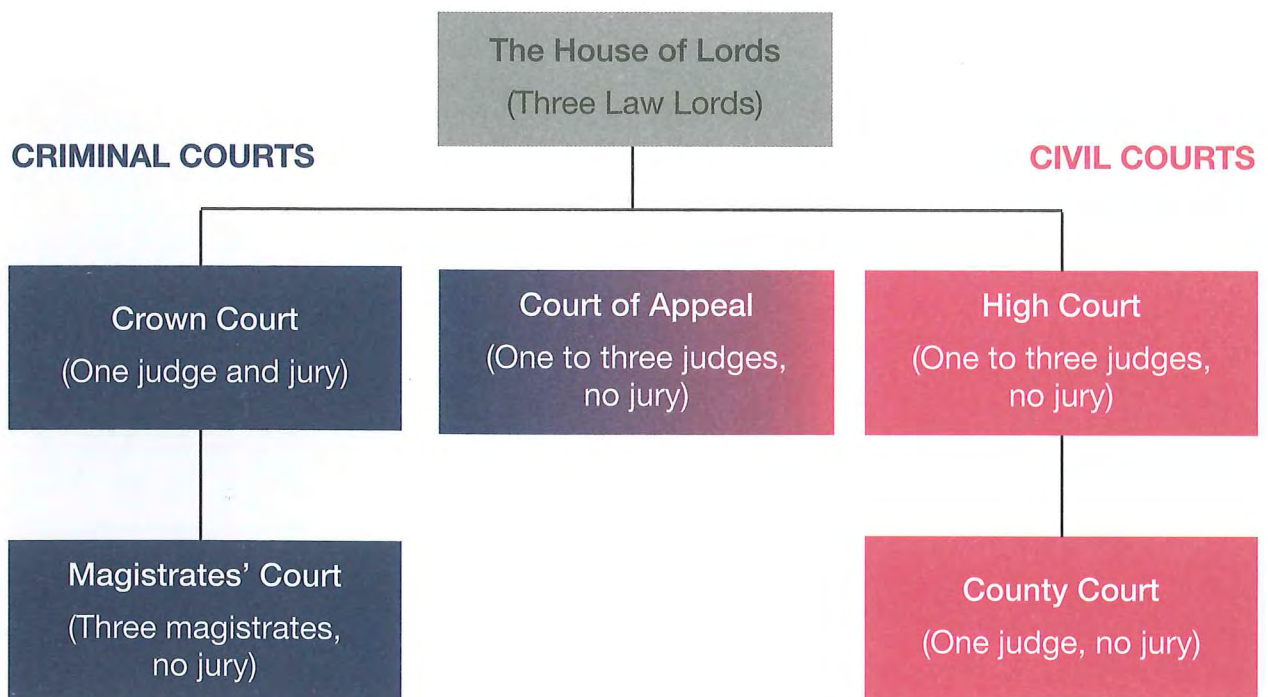 The House of Lords
(Three Law Lords)
CRIMINAL COURTS
CIVIL COURTS
Crown Court
(One judge and jury)
Court of Appeal
(One to three judges,
no jury)
High Court
(One to three judges,
no jury)
Magistrates’ Court
(Three magistrates,
no jury)
County Court
(One judge, no jury)